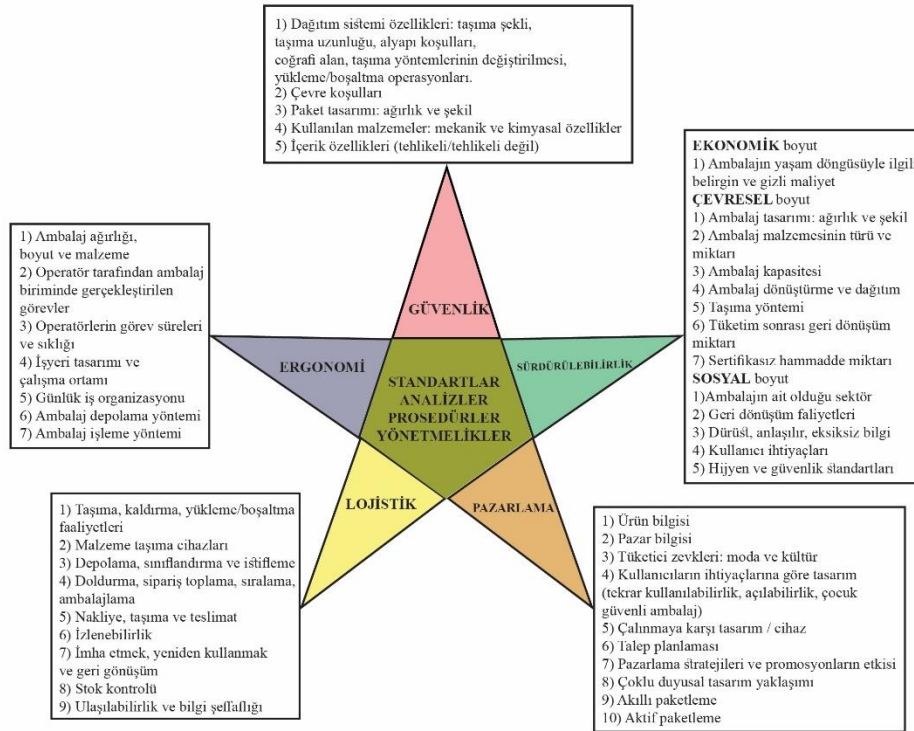 1) Dağıtım sistemi özellikleri: taşıma şekli,
taşıma uzunluğu, alyapı koşulları,
coğrafi alan, taşıma yöntemlerinin değiştirilmesi,
yükleme/boşaltma operasyonları.
2) Çevre koşulları
3) Paket tasarımı: ağırlık ve şekil
4) Kullanılan malzemeler: mekanik ve kimyasal özellikler
5) İçerik özellikleri (tehlikeli/tehlikeli değil)
EKONOMİK boyut
1) Ambalajın yaşam döngüsüyle ilgili
belirgin ve gizli maliyet
ÇEVRESEL boyut
1) Ambalaj tasarımı: ağırlık ve şekil
2) Ambalaj malzemesinin türü ve
miktarı
3) Ambalaj kapasitesi
4) Ambalaj dönüştürme ve dağıtım
5) Taşıma yöntemi
6) Tüketim sonrası geri dönüşüm
miktarı
7) Sertifikasız hammadde miktarı
SOSYAL boyut
1)Ambalajın ait olduğu sektör
2) Geri dönüşüm faliyetleri
3) Dürüst, anlaşılır, eksiksiz bilgi
4) Kullanıcı ihtiyaçları
5) Hijyen ve güvenlik standartları
1) Ambalaj ağırlığı,
boyut ve malzeme
2) Operatör tarafından ambalaj
biriminde gerçekleştirilen
görevler
3) Operatörlerin görev süreleri
ve sıklığı
4) İşyeri tasarımı ve
çalışma ortamı
5) Günlük iş organizasyonu
6) Ambalaj depolama yöntemi
7) Ambalaj işleme yöntemi
GÜVENLİK
ERGONOMİ
SÜRDÜRÜLEBİLİRLİK
STANDARTLAR
ANALİZLER
PROSEDÜRLER
YÖNETMELİKLER
LOJİSTİK
PAZARLAMA
1) Taşıma, kaldırma, yükleme/boşaltma
faaliyetleri
2) Malzeme taşıma cihazları
3) Depolama, sınıflandırma ve istifleme
4) Doldurma, sipariş toplama, sıralama,
ambalajlama
5) Nakliye, taşıma ve teslimat
6) İzlenebilirlik
7) İmha etmek, yeniden kullanmak
ve geri gönüşüm
8) Stok kontrolü
9) Ulaşılabilirlik ve bilgi şeffaflığı
1) Ürün bilgisi
2) Pazar bilgisi
3) Tüketici zevkleri: moda ve kültür
4) Kullanıcıların ihtiyaçlarına göre tasarım
(tekrar kullanılabilirlik, açılabilirlik, çocuk
güvenli ambalaj)
5) Çalınmaya karşı tasarım / cihaz
6) Talep planlaması
7) Pazarlama stratejileri ve promosyonların etkisi
8) Çoklu duyusal tasarım yaklaşımı
9) Akıllı paketleme
10) Aktif paketleme